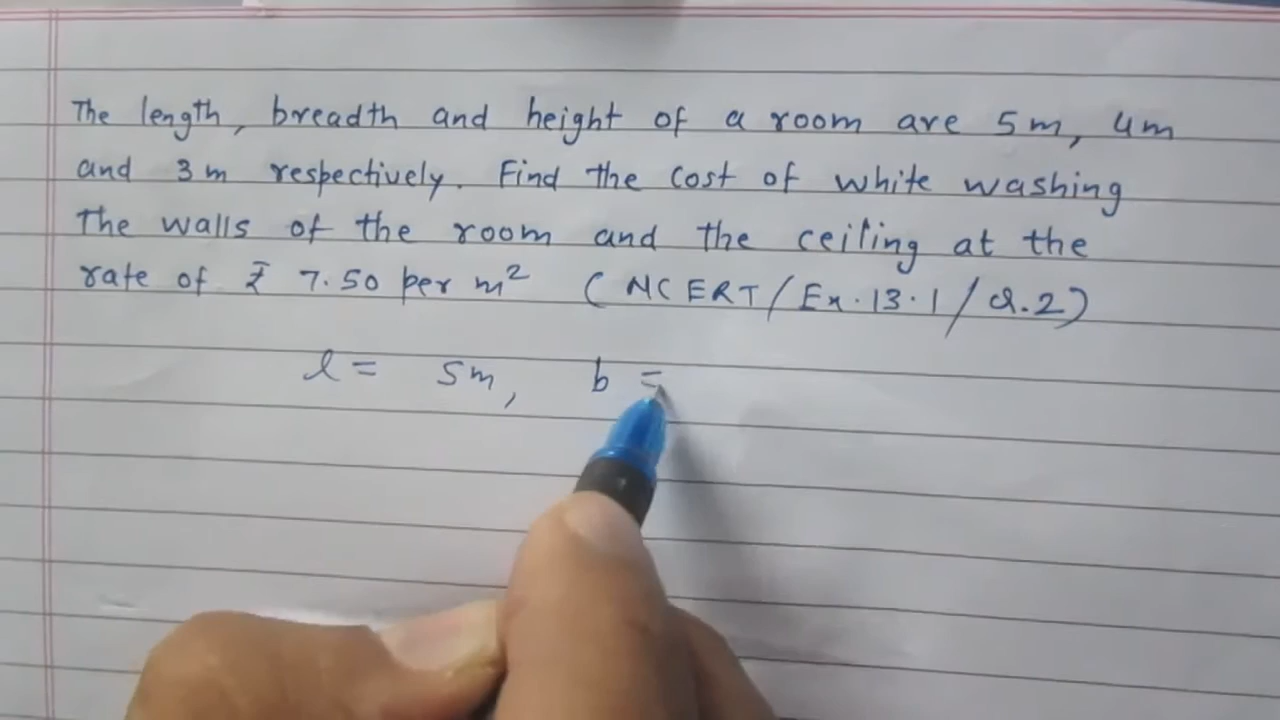 The length, breadth and height of a room are 5m, 4m
and 3m respectively. Find the cost of white washing
The walls of the room and the ceiling at the
rate of ₹ 7.50 per m² (NCERT/Ex.13.1/Q.2)
l = 5m, b =